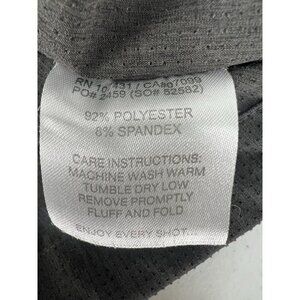 PO# 2459 (SO# 52582)
92% POLYESTER
8% SPANDEX
CARE INSTRUCTIONS:
MACHINE WASH WARM
TUMBLE DRY LOW
REMOVE PROMPTLY
FLUFF AND FOLD
ENJOY EVERY SHOT.